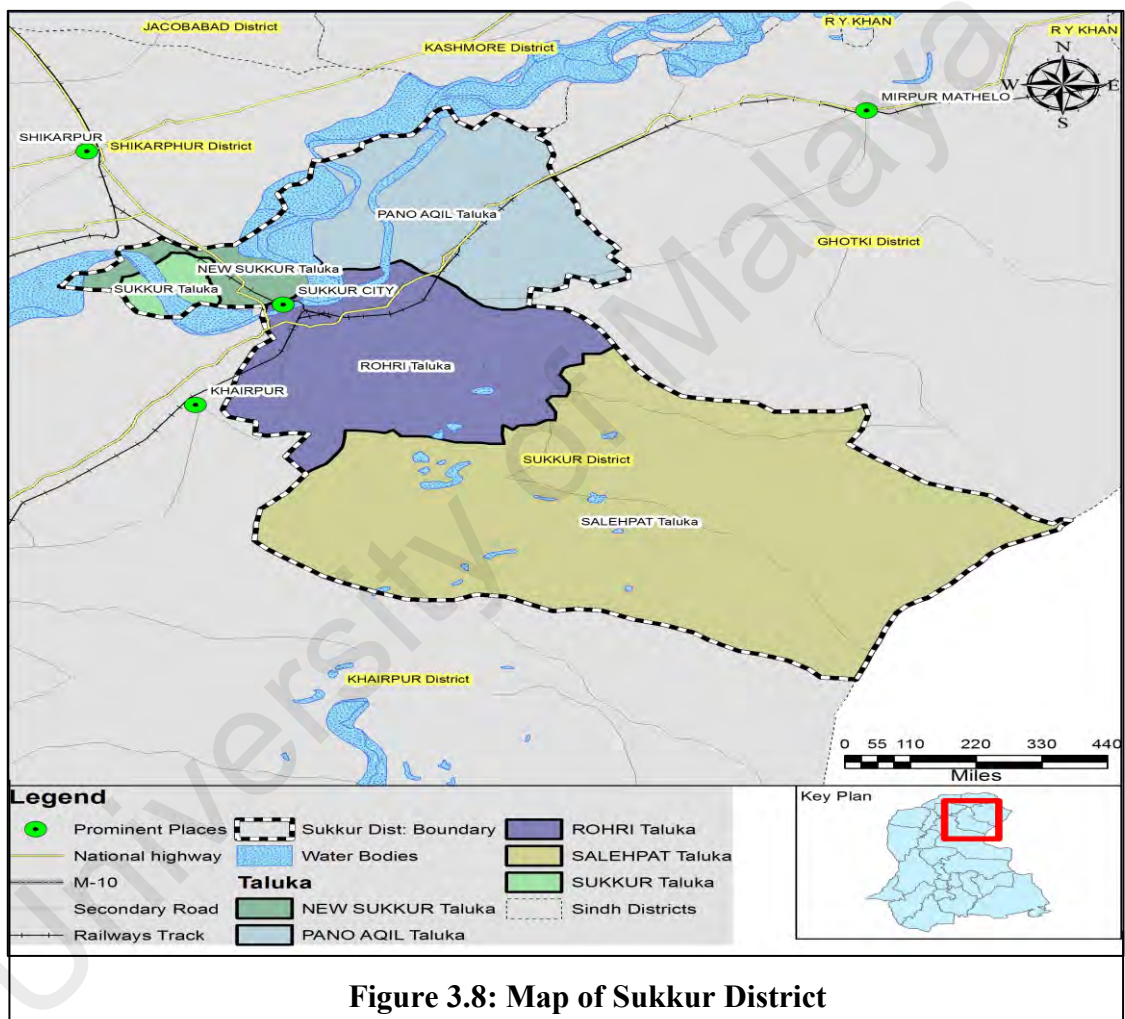 JACOBABAD District
R Y KHAN
R Y KHAN
KASHMORE District
N
W E
S
MIRPUR MATHELO
SHIKARPUR
SHIKARPHUR District
PANO AQIL Taluka
GHOTKI District
NEW SUKKUR Taluka
SUKKUR Taluka
SUKKUR CITY
ROHRI Taluka
KHAIRPUR
SUKKUR District
SALEHPAT Taluka
KHAIRPUR District
0 55 110 220 330 440
Miles
Legend
Prominent Places
National highway
M-10
Secondary Road
Railways Track
Sukkur Dist: Boundary
Water Bodies
Taluka
NEW SUKKUR Taluka
PANO AQIL Taluka
ROHRI Taluka
SALEHPAT Taluka
SUKKUR Taluka
Sindh Districts
Key Plan
Figure 3.8: Map of Sukkur District
University of Malaya